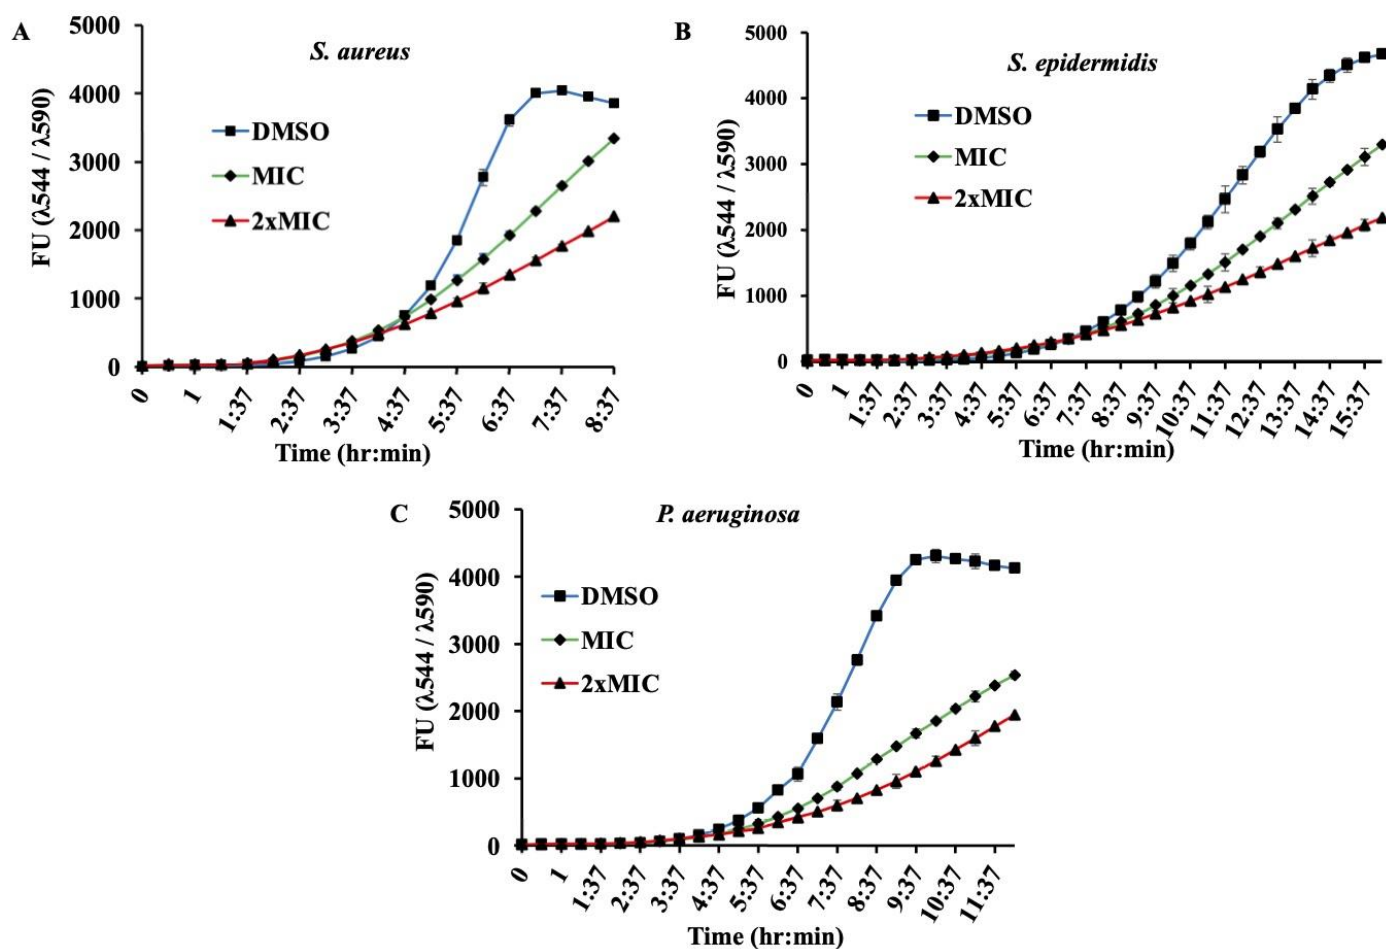 A
S. aureus
5000
4000
3000
2000
1000
0
FU (λ544 / λ590)
DMSO
MIC
2xMIC
0
1
1:37
2:37
3:37
4:37
5:37
6:37
7:37
8:37
Time (hr:min)
B
S. epidermidis
5000
4000
3000
2000
1000
0
FU (λ544 / λ590)
DMSO
MIC
2xMIC
0
1
1:37
2:37
3:37
4:37
5:37
6:37
7:37
8:37
9:37
10:37
11:37
12:37
13:37
14:37
15:37
Time (hr:min)
C
P. aeruginosa
5000
4000
3000
2000
1000
0
FU (λ544 / λ590)
DMSO
MIC
2xMIC
0
1
1:37
2:37
3:37
4:37
5:37
6:37
7:37
8:37
9:37
10:37
11:37
Time (hr:min)